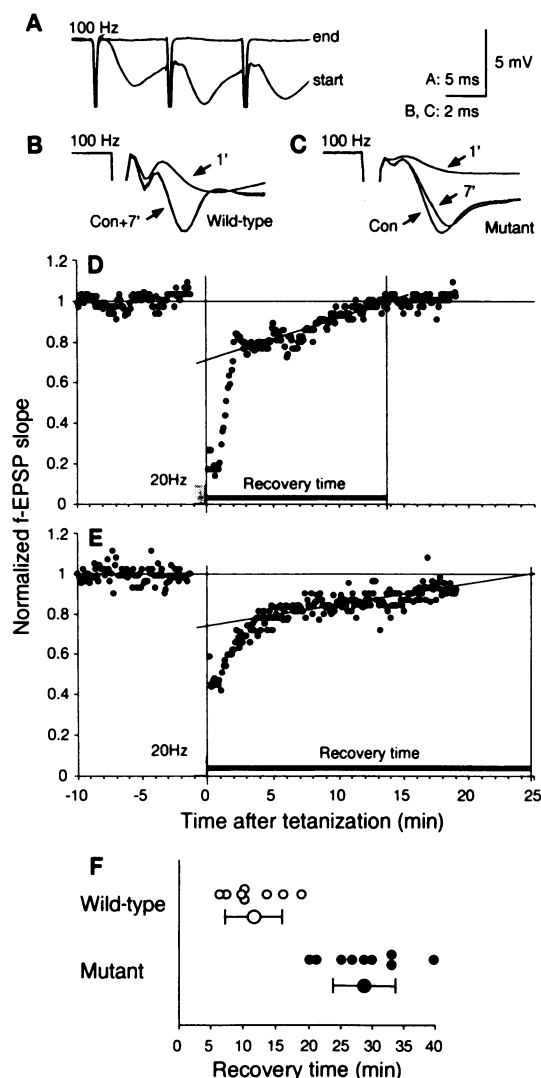 A
100 Hz
end
start
5 mV
A: 5 ms
B, C: 2 ms
B
100 Hz
1'
Con+7'
Wild-type
C
100 Hz
1'
7'
Con
Mutant
Normalized f-EPSP slope
D
1.2
1
0.8
0.6
0.4
0.2
0
20Hz
Recovery time
E
1.2
1
0.8
0.6
0.4
0.2
0
20Hz
Recovery time
-10 -5 0 5 10 15 20 25
Time after tetanization (min)
F
Wild-type
Mutant
0 5 10 15 20 25 30 35 40
Recovery time (min)